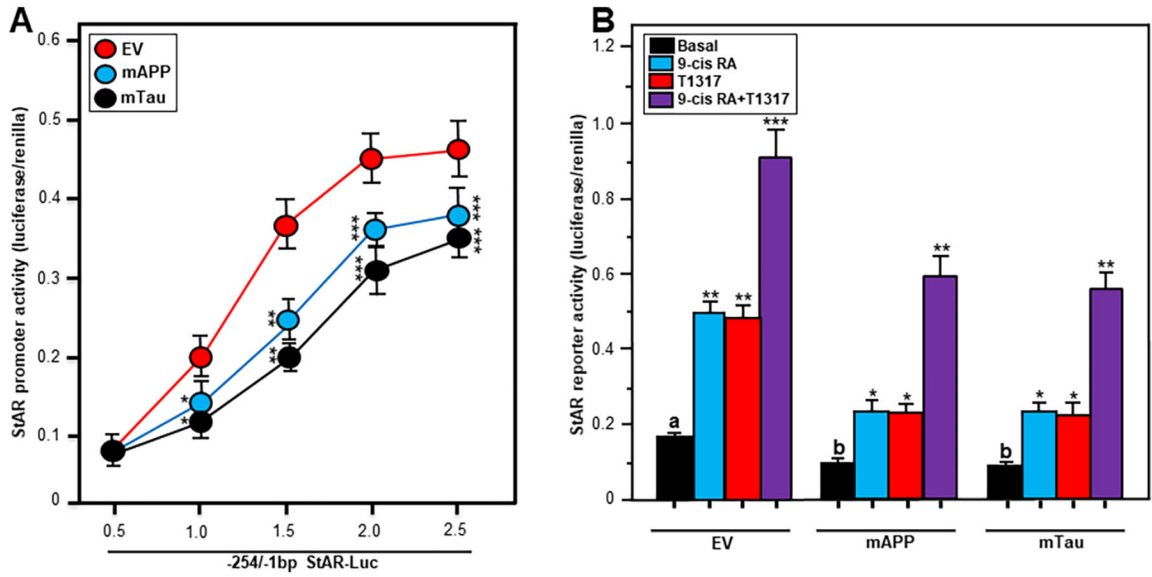 A
EV
mAPP
mTau
StAR promoter activity (luciferase/renilla)
0.6
0.5
0.4
0.3
0.2
0.1
0
*
*
**
**
***
***
***
***
0.5 1.0 1.5 2.0 2.5
-254/-1bp StAR-Luc
B
Basal
9-cis RA
T1317
9-cis RA+T1317
StAR reporter activity (luciferase/renilla)
1.2
1.0
0.8
0.6
0.4
0.2
0
a ** ** ***
b * * **
b * * **
EV mAPP mTau